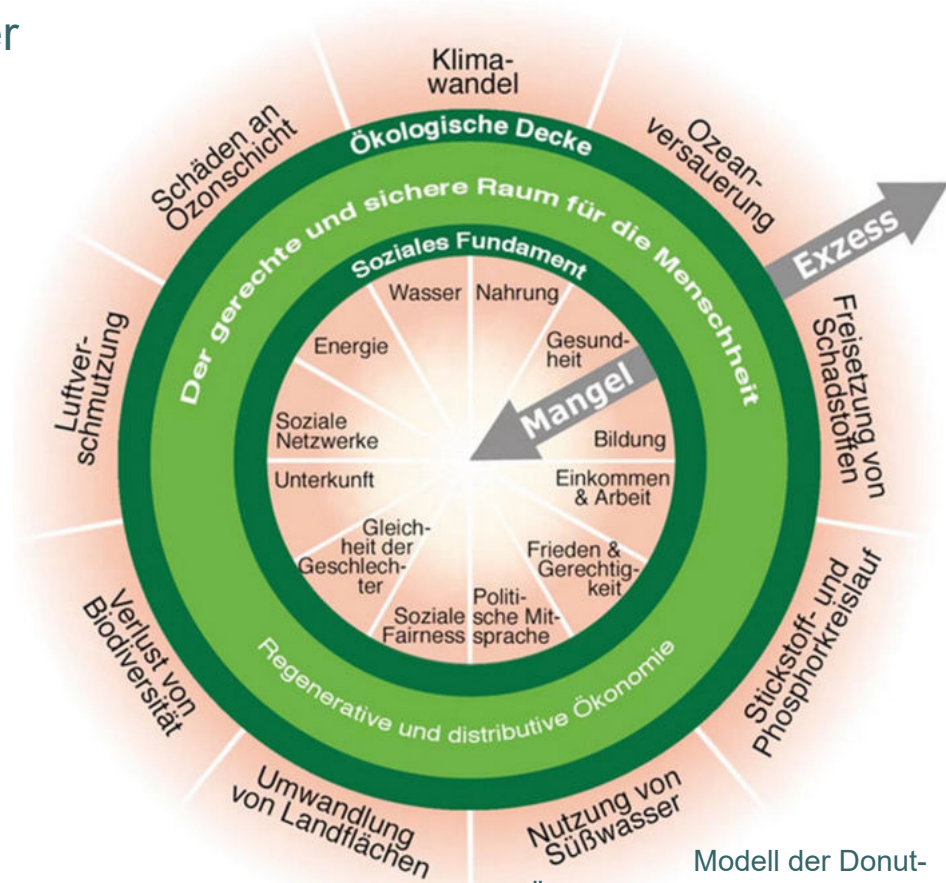 er
Klima-
wandel
Schäden an
Ozonschicht
Ozean-
versauerung
Ökologische Decke
Der gerechte und sichere Raum für die Menschheit
Soziales Fundament
Exzess
Wasser
Nahrung
Energie
Gesund-
heit
Mangel
Luftver-
schmutzung
Freisetzung von
Schadstoffen
Soziale
Netzwerke
Bildung
Unterkunft
Einkommen
& Arbeit
Gleich-
heit der
Geschlech-
ter
Frieden &
Gerechtig-
keit
Soziale
Fairness
Politi-
sche Mit-
sprache
Regenerative und distributive Ökonomie
Verlust von
Biodiversität
Stickstoff- und
Phosphorkreislauf
Umwandlung
von Landflächen
Nutzung von
Süßwasser
Modell der Donut-